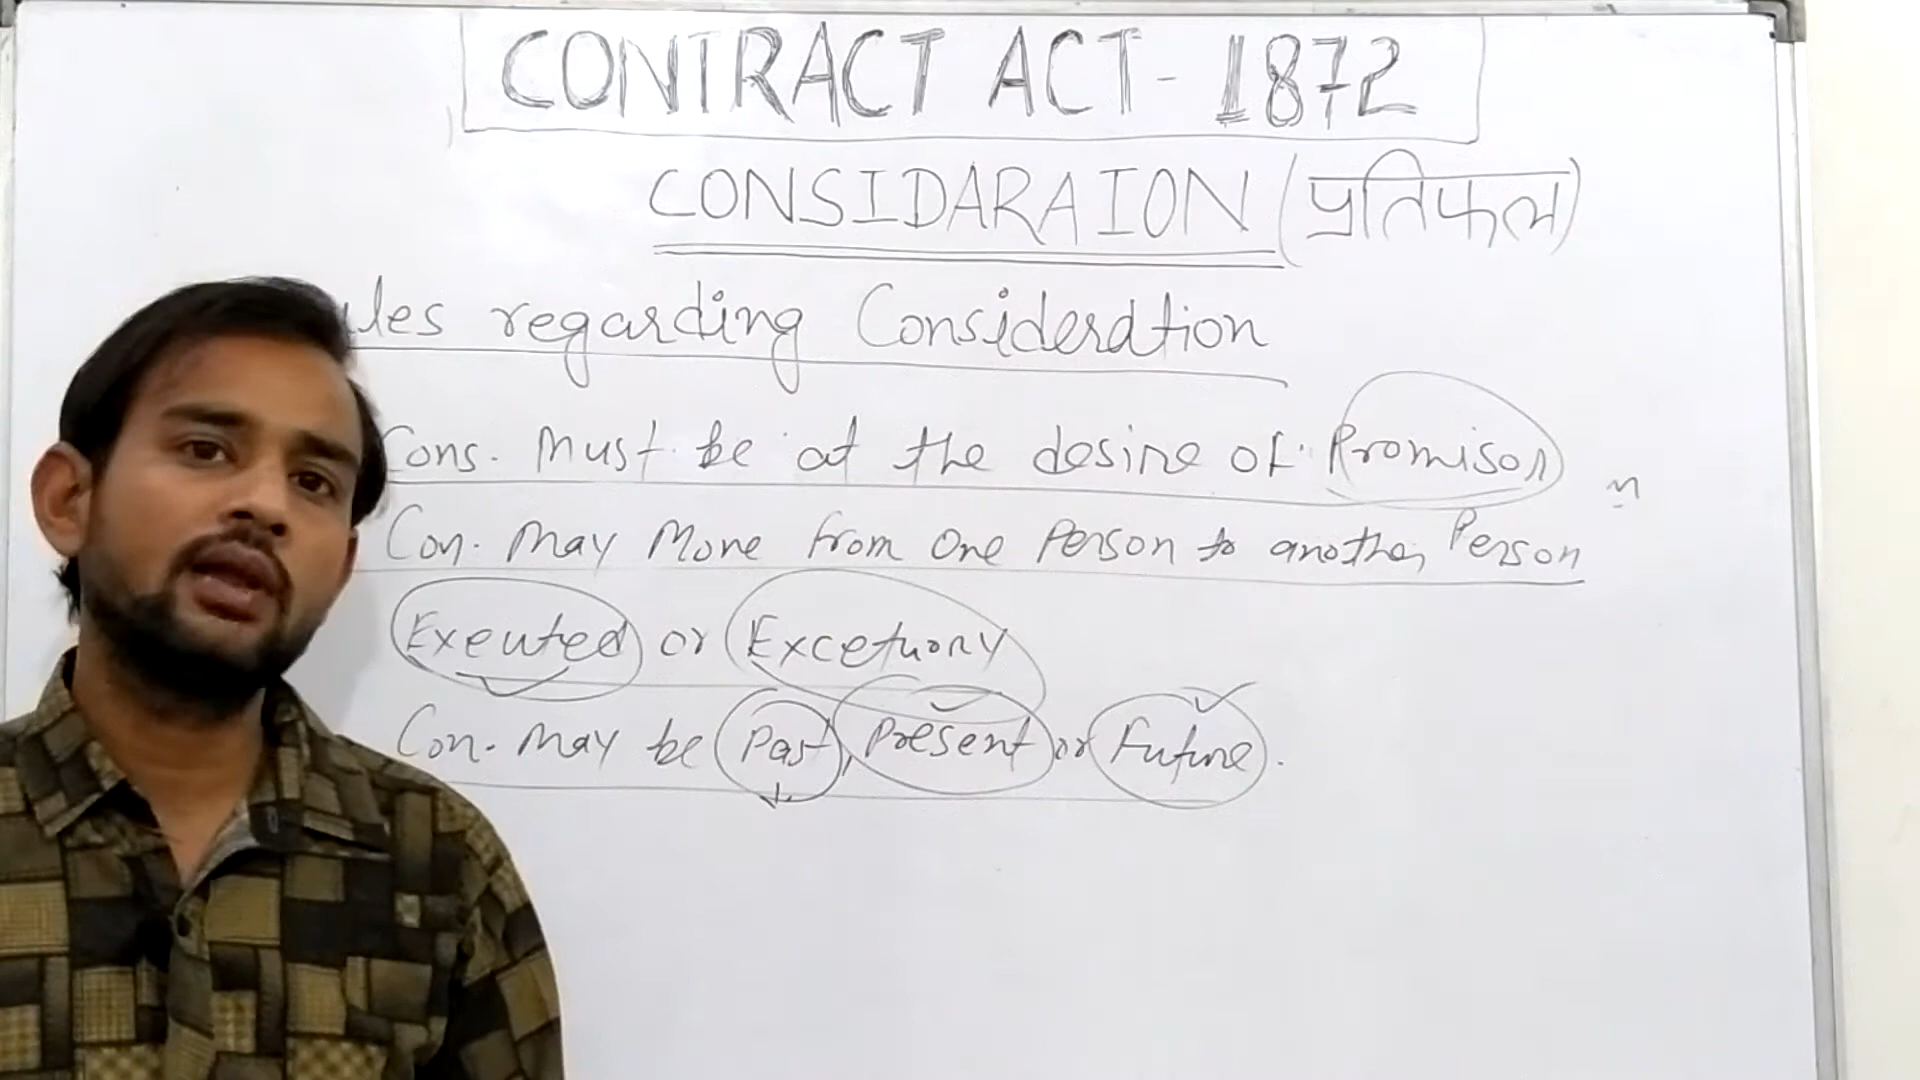 CONTRACT ACT - 1872
CONSIDARAION (प्रतिफल)
les regarding Consideration
Cons. Must be at the desire of Promisor
Con. May Move from one Person to another Person
Exeuted or Excetuory
Con. May be Past, Present or Future.